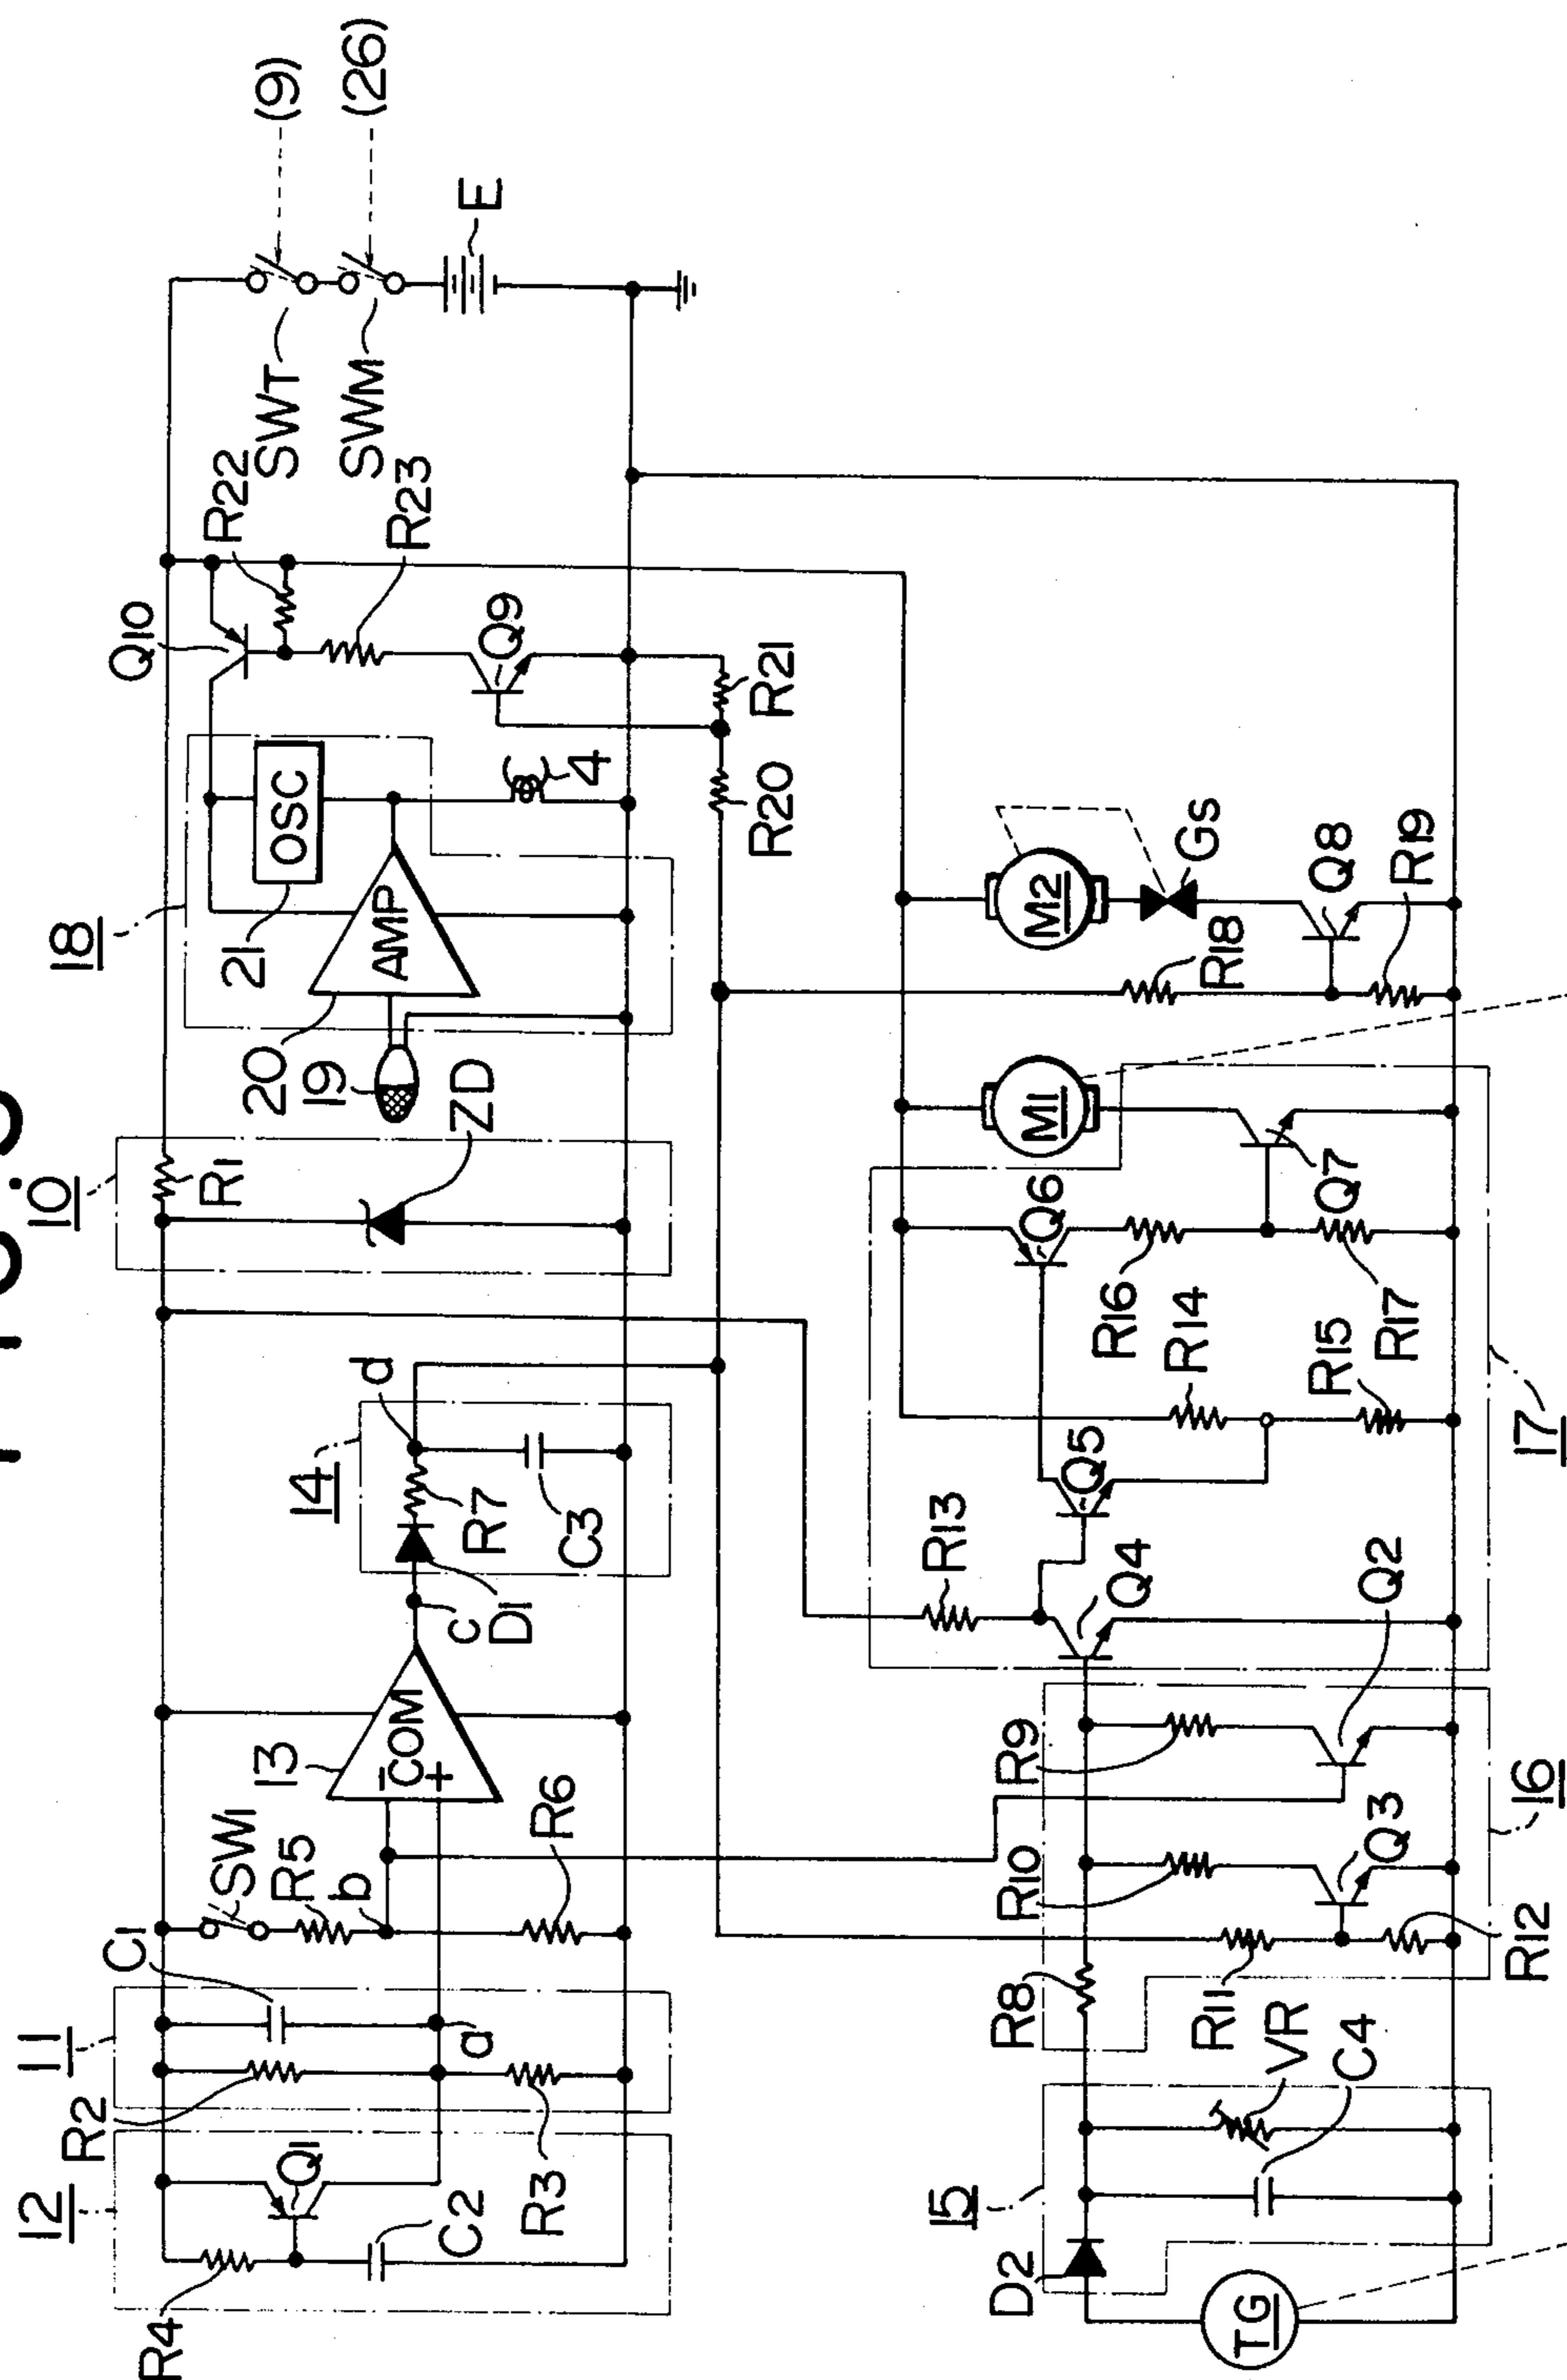 (9)
(26)
E
SWT
SWM
R22
R23
Q10
Q9
R21
R20
18
21
OSC
4
AMP
20
19
10
R1
ZD
M2
Gs
Q8
R18
R19
M1
Q6
Q7
R16
R17
R14
R15
17
d
14
R7
C3
D1
c
Q5
R13
Q4
Q2
13
COM
-
+
SW1
R5
b
R6
C1
R9
R10
Q3
16
R12
R11
R8
11
a
R2
R3
12
Q1
C2
R4
VR
C4
15
D2
TG